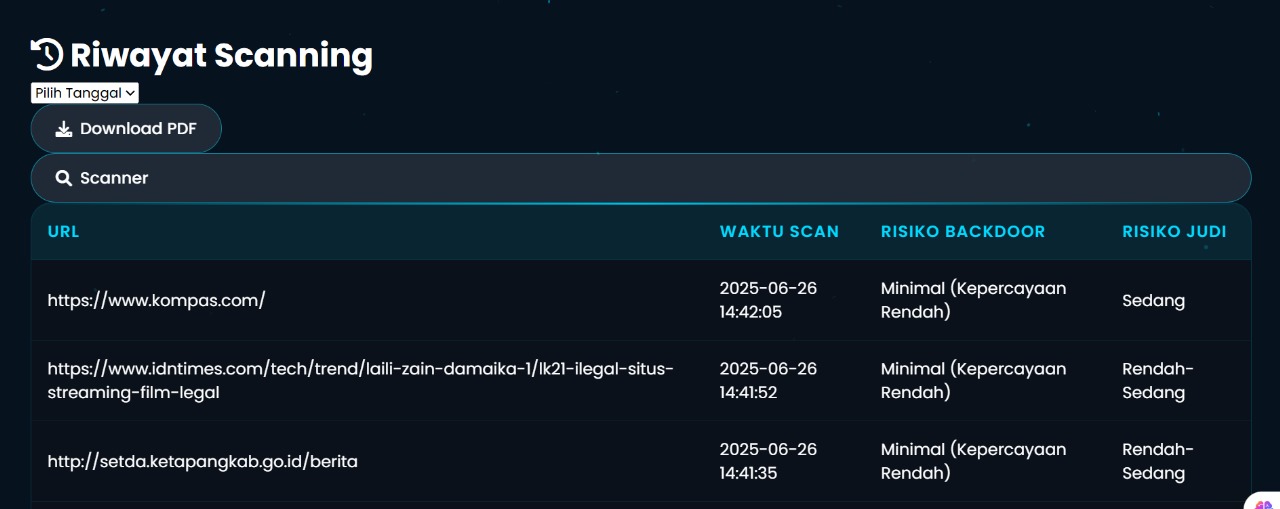 Riwayat Scanning
Pilih Tanggal
Download PDF
Scanner
URL WAKTU SCAN RISIKO BACKDOOR RISIKO JUDI
https://www.kompas.com/
2025-06-26
14:42:05
Minimal (Kepercayaan
Rendah)
Sedang
https://www.idntimes.com/tech/trend/laili-zain-damaika-1/lk21-ilegal-situs-
streaming-film-legal
2025-06-26
14:41:52
Minimal (Kepercayaan
Rendah)
Rendah-
Sedang
http://setda.ketapangkab.go.id/berita
2025-06-26
14:41:35
Minimal (Kepercayaan
Rendah)
Rendah-
Sedang